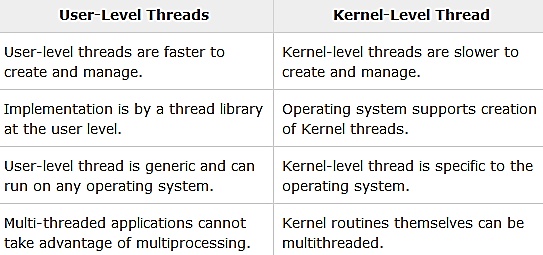 User-Level Threads
Kernel-Level Thread
User-level threads are faster to
create and manage.
Kernel-level threads are slower to
create and manage.
Implementation is by a thread library
at the user level.
Operating system supports creation
of Kernel threads.
User-level thread is generic and can
run on any operating system.
Kernel-level thread is specific to the
operating system.
Multi-threaded applications cannot
take advantage of multiprocessing.
Kernel routines themselves can be
multithreaded.